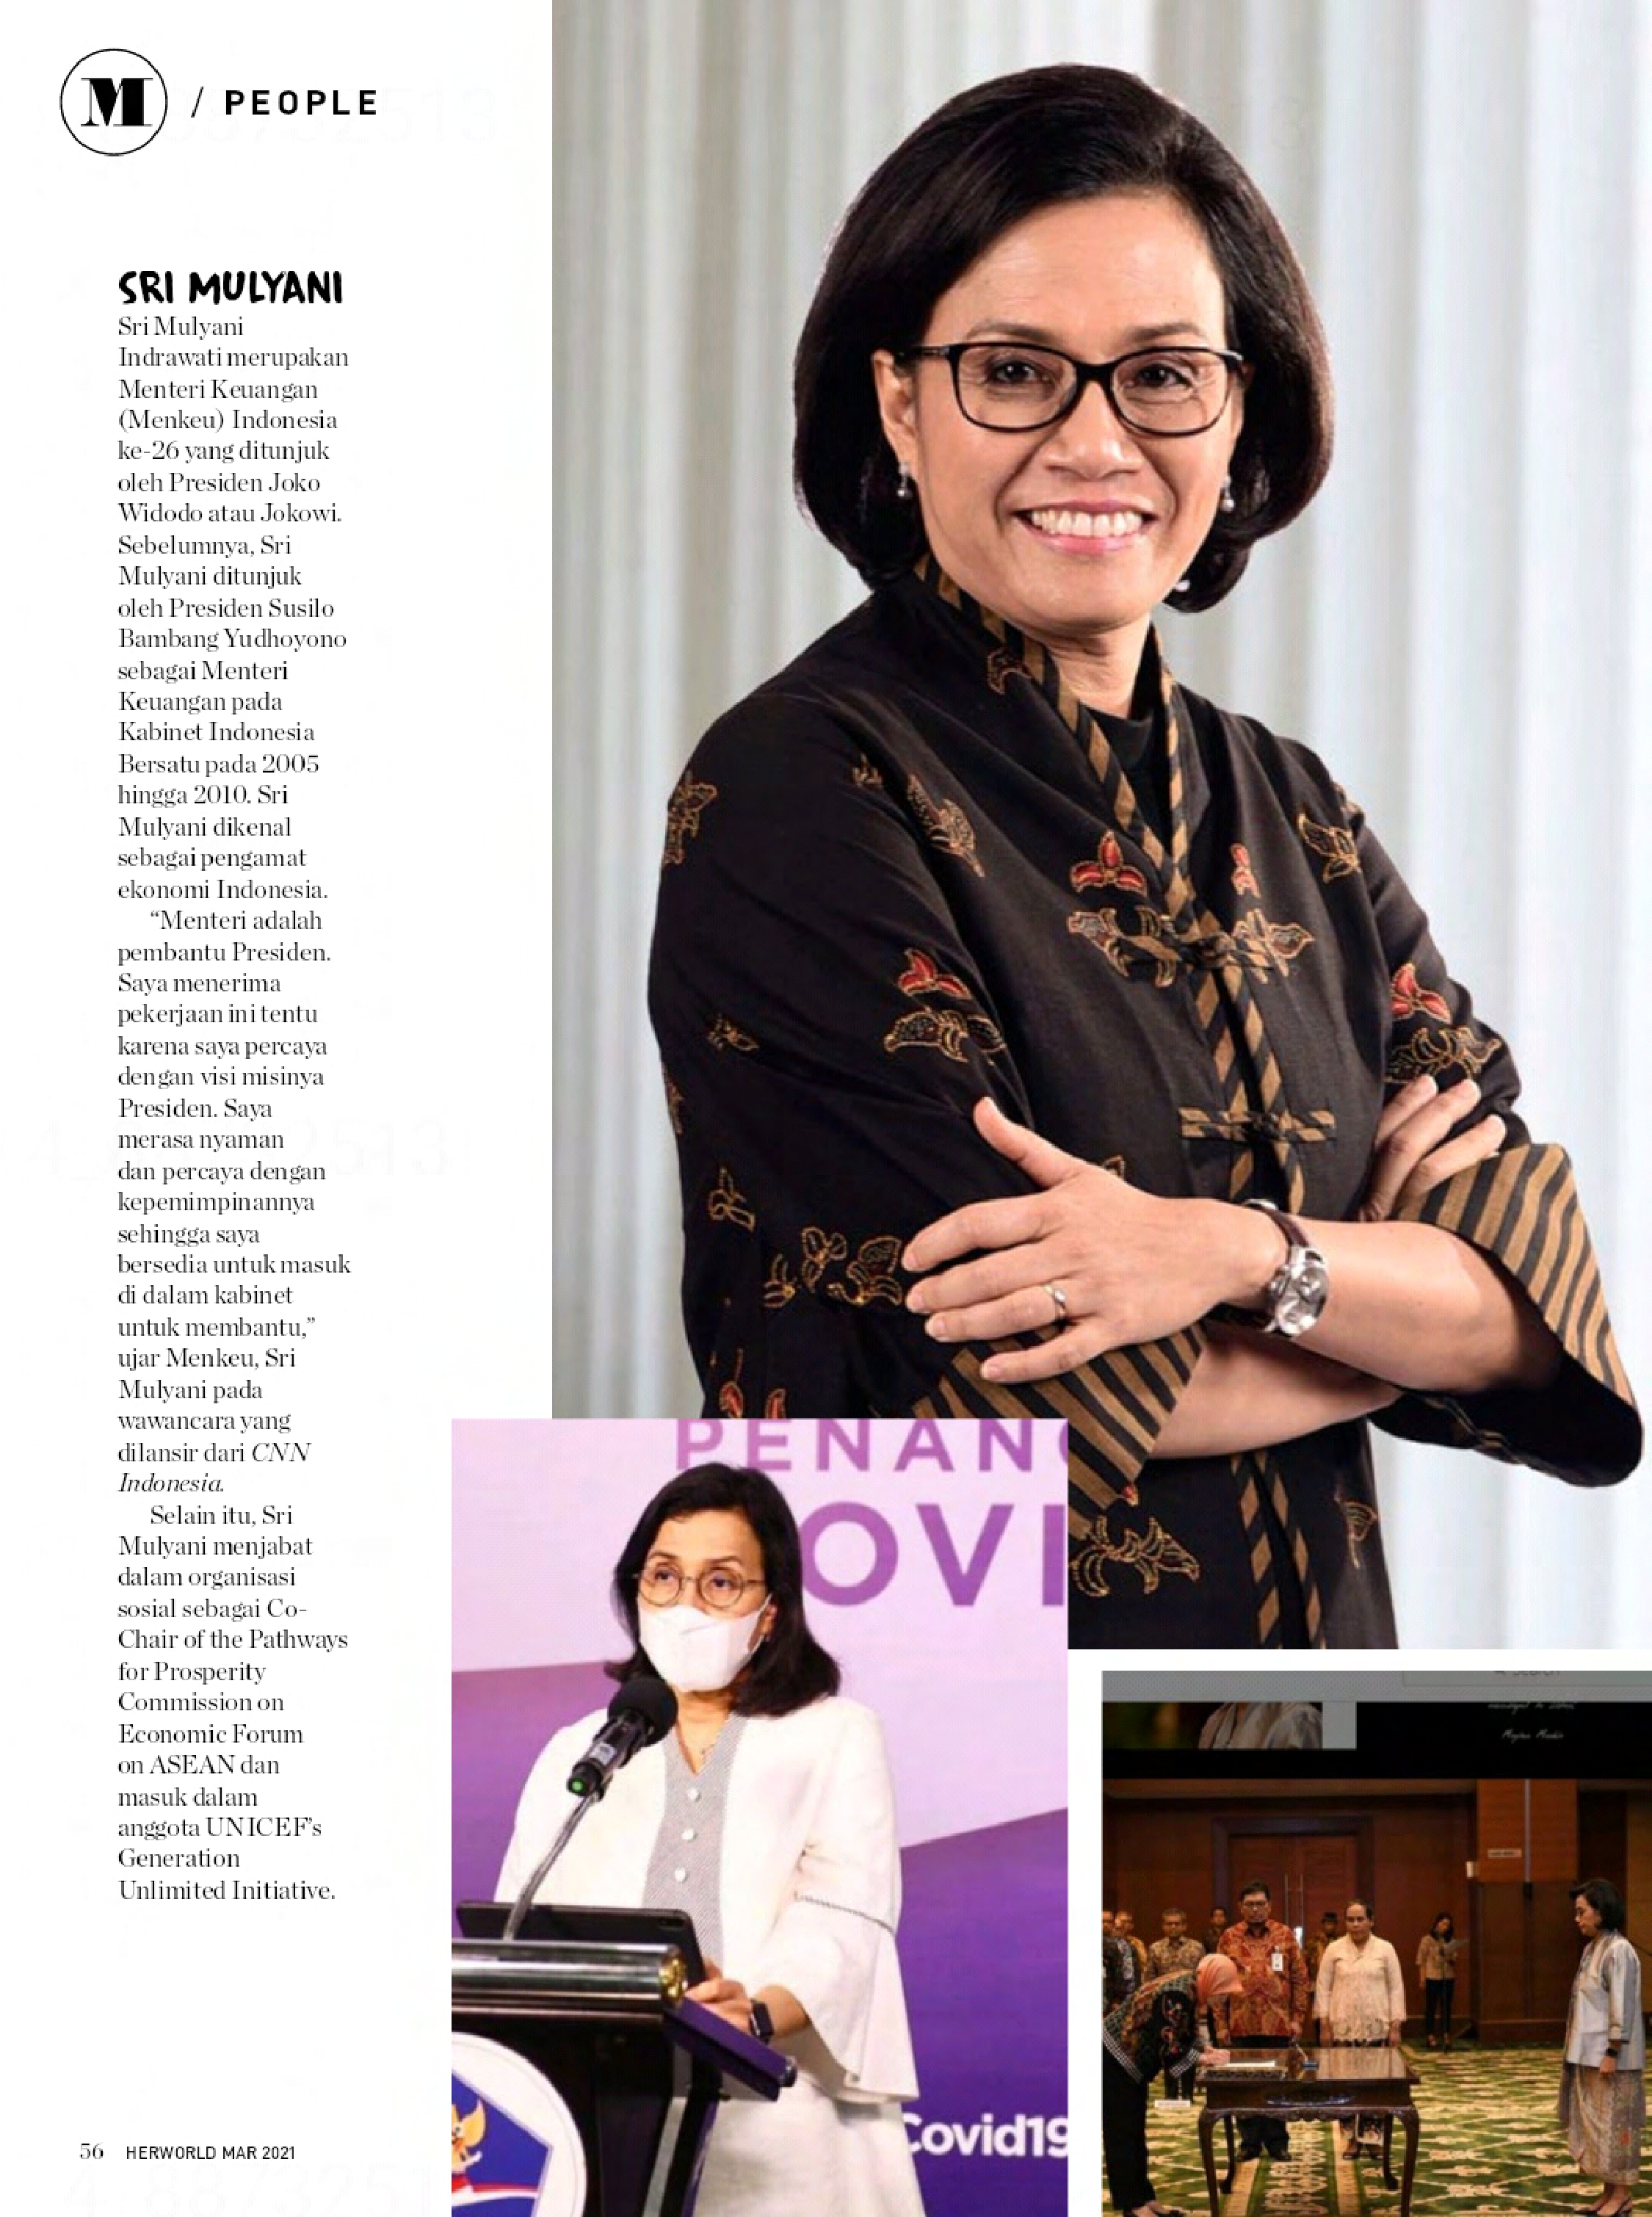 M / PEOPLE
SRI MULYANI
Sri Mulyani
Indrawati merupakan
Menteri Keuangan
(Menkeu) Indonesia
ke-26 yang ditunjuk
oleh Presiden Joko
Widodo atau Jokowi.
Sebelumnya, Sri
Mulyani ditunjuk
oleh Presiden Susilo
Bambang Yudhoyono
sebagai Menteri
Keuangan pada
Kabinet Indonesia
Bersatu pada 2005
hingga 2010. Sri
Mulyani dikenal
sebagai pengamat
ekonomi Indonesia.
“Menteri adalah
pembantu Presiden.
Saya menerima
pekerjaan ini tentu
karena saya percaya
dengan visi misinya
Presiden. Saya
merasa nyaman
dan percaya dengan
kepemimpinannya
sehingga saya
bersedia untuk masuk
di dalam kabinet
untuk membantu,”
ujar Menkeu, Sri
Mulyani pada
wawancara yang
dilansir dari CNN
Indonesia.
Selain itu, Sri
Mulyani menjabat
dalam organisasi
sosial sebagai Co-
Chair of the Pathways
for Prosperity
Commission on
Economic Forum
on ASEAN dan
masuk dalam
anggota UNICEF’s
Generation
Unlimited Initiative.
PENAN
OVI
Covid19
Search
56 HERWORLD MAR 2021